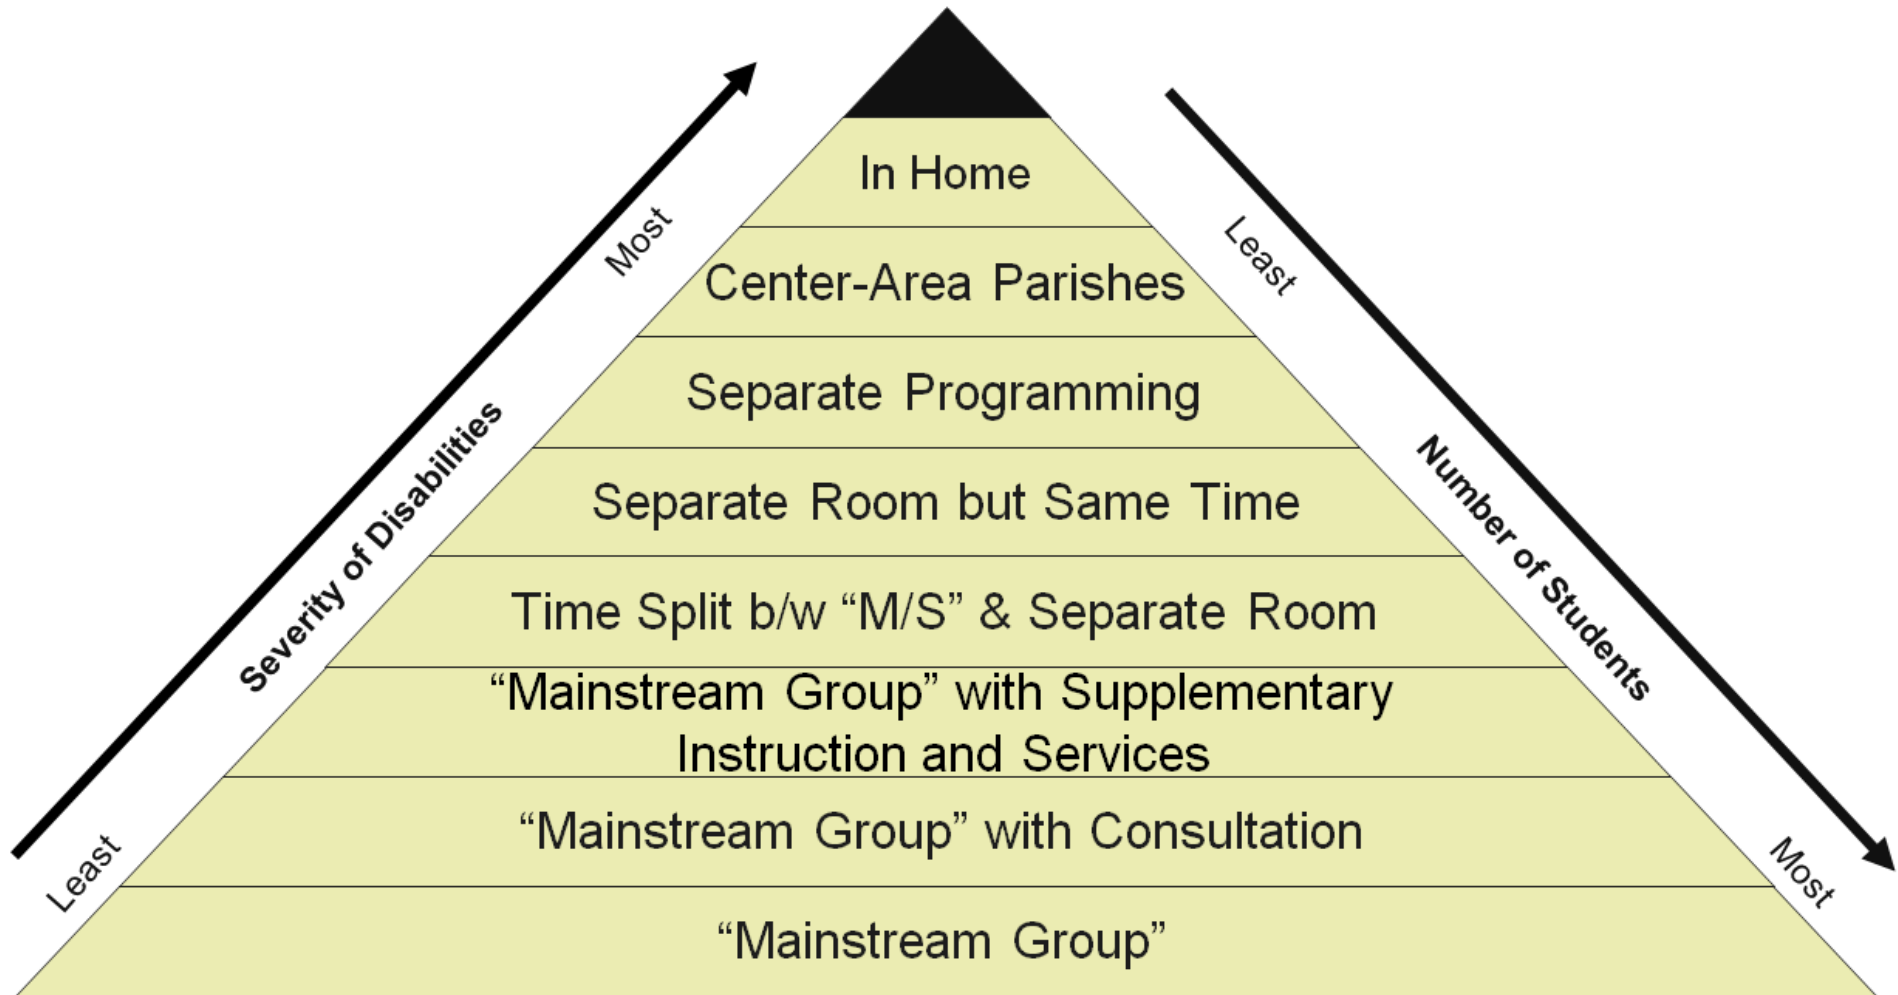 In Home
Most
Least
Center-Area Parishes
Separate Programming
Severity of Disabilities
Number of Students
Separate Room but Same Time
Time Split b/w “M/S” & Separate Room
“Mainstream Group” with Supplementary
Instruction and Services
“Mainstream Group” with Consultation
Least
Most
“Mainstream Group”